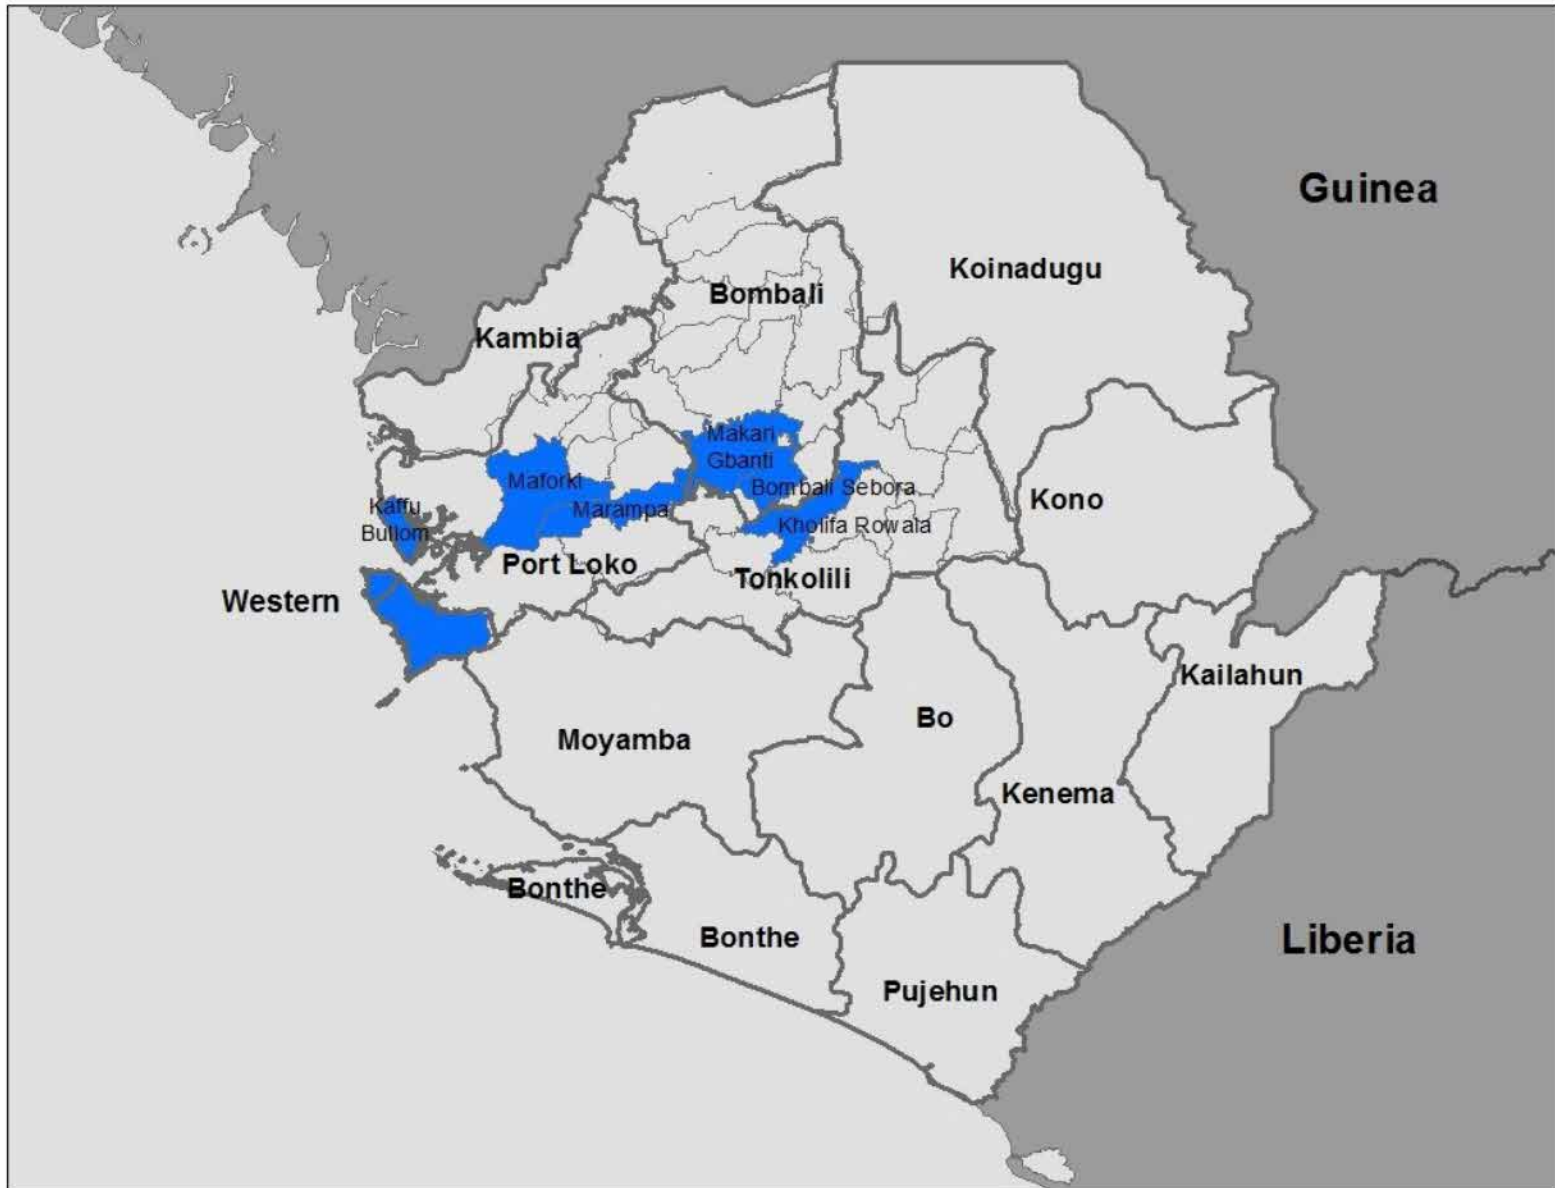 Guinea
Koinadugu
Bombali
Kambia
Makari
Gbanti
Maforki
Bombali Sebora
Kaffu
Bullom
Marampa
Kholifa Rowala
Kono
Port Loko
Tonkolili
Western
Kailahun
Bo
Moyamba
Kenema
Bonthe
Bonthe
Liberia
Pujehun